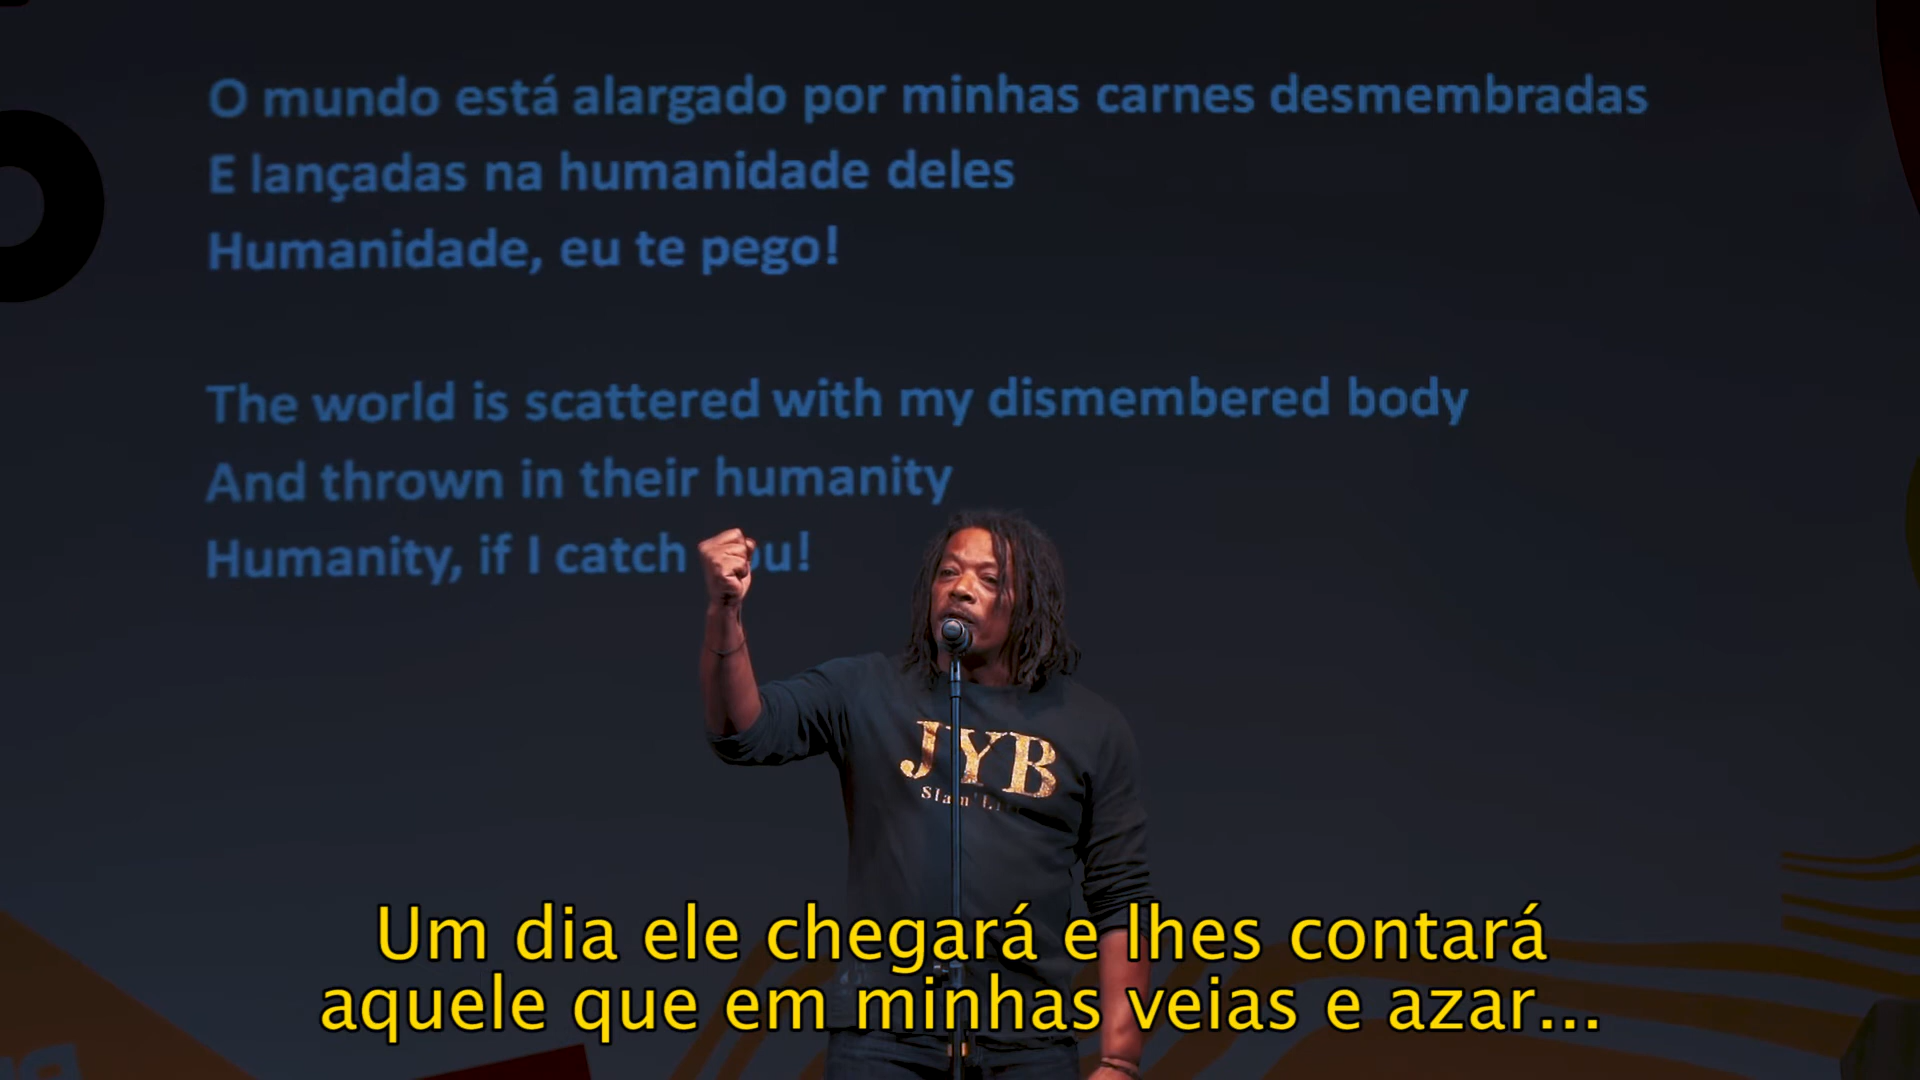 O mundo está alargado por minhas carnes desmembradas
E lançadas na humanidade deles
Humanidade, eu te pego!
The world is scattered with my dismembered body
And thrown in their humanity
Humanity, if I catch you!
JYB
Um dia ele chegará e lhes contará
aquele que em minhas veias e azar...